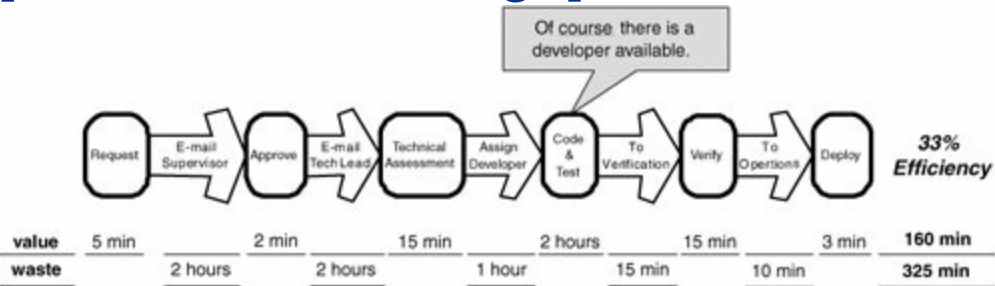 Of course there is a
developer available.
Request
E-mail
Supervisor
Approve
E-mail
Tech Lead
Technical
Assessment
Assign
Developer
Code
&
Test
To
Verification
Verify
To
Opertions
Deploy
33%
Efficiency
value 5 min 2 min 15 min 2 hours 15 min 3 min 160 min
waste 2 hours 2 hours 1 hour 15 min 10 min 325 min